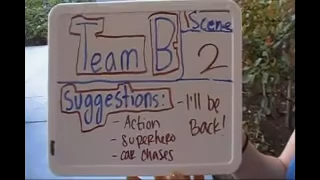 Team B
Scene
2
Suggestions:
- Action
- superhero
- car chases
- I'll be
Back!